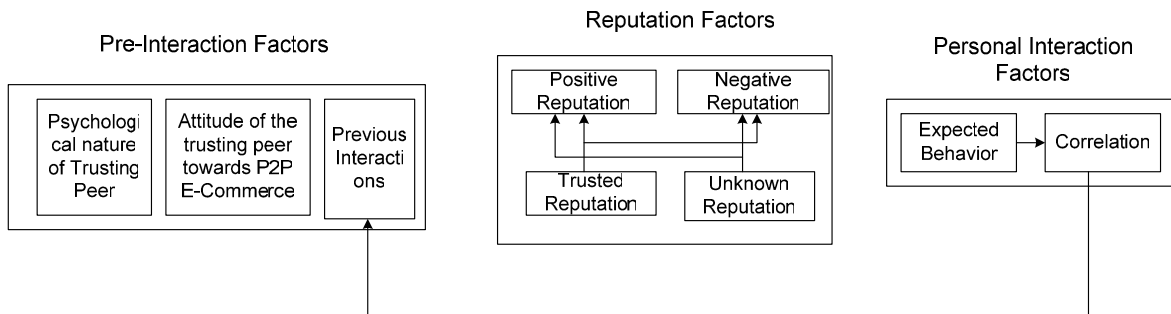 Pre-Interaction Factors
Psychologi
cal nature
of Trusting
Peer
Attitude of the
trusting peer
towards P2P
E-Commerce
Previous
Interacti
ons
Reputation Factors
Positive
Reputation
Negative
Reputation
Trusted
Reputation
Unknown
Reputation
Personal Interaction
Factors
Expected
Behavior
Correlation